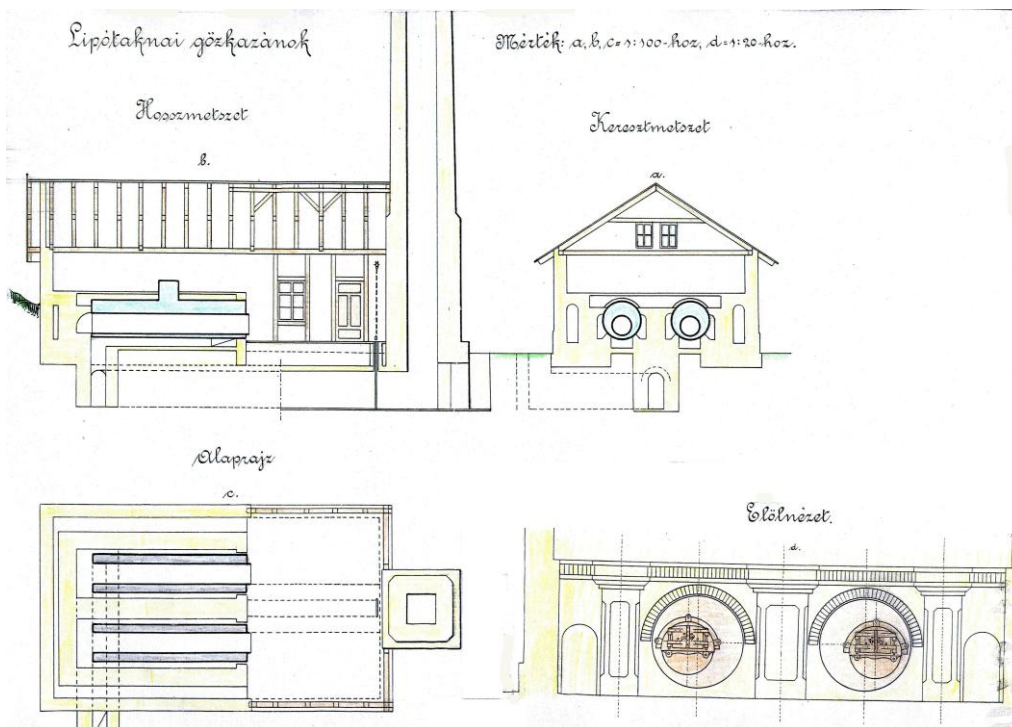 Lipótaknai gőzkazánok
Mérték: a, b, c=1:100-hoz, d=1:20-hoz.
Hosszmetszet
b.
Keresztmetszet
a.
Alaprajz
c.
Elölnézet.
d.